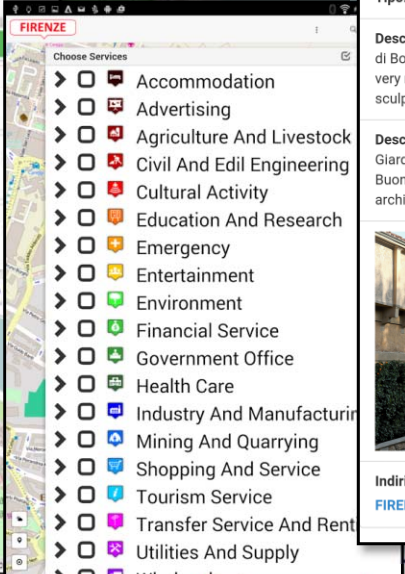 FIRENZE
Choose Services
Accommodation
Advertising
Agriculture And Livestock
Civil And Edil Engineering
Cultural Activity
Education And Research
Emergency
Entertainment
Environment
Financial Service
Government Office
Health Care
Industry And Manufacturin
Mining And Quarrying
Shopping And Service
Tourism Service
Transfer Service And Rent
Utilities And Supply
Desc
di Bo
very
sculp
Desc
Giard
Buon
archi
Indiri
FIRE